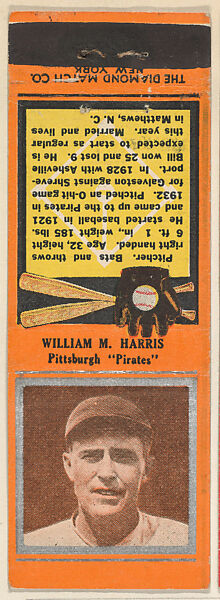 THE DIAMOND MATCH CO.
NEW YORK
Pitcher. Bats and throws
right handed. Age, 32, height
6 ft. 1 in., weight, 185 lbs.
He started baseball in 1921
and came up to the Pirates in
1932. Pitched an 0-hit game
for Galveston against Shreve-
port. In 1928 with Asheville
Bill won 25 and lost 9. He is
expected to star as regular
this year. Married and lives
in Matthews, N. C.
WILLIAM M. HARRIS
Pittsburgh "Pirates"